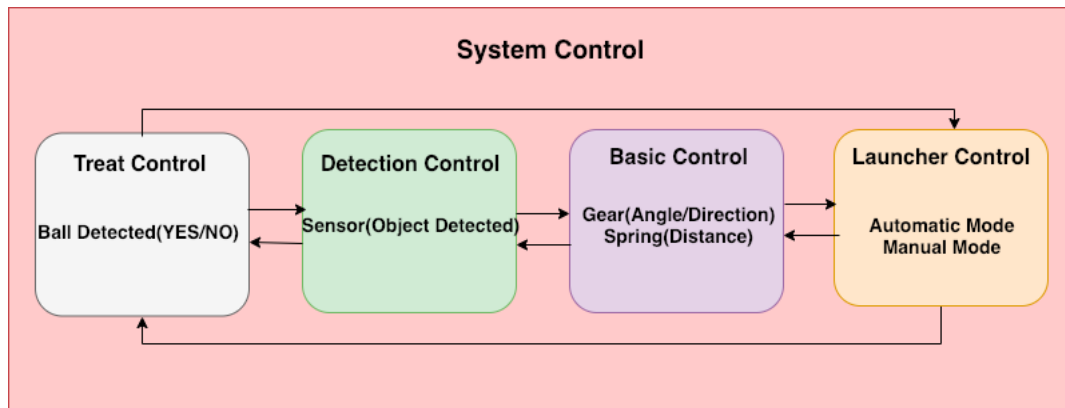 System Control
Treat Control
Ball Detected(YES/NO)
Detection Control
Sensor(Object Detected)
Basic Control
Gear(Angle/Direction)
Spring(Distance)
Launcher Control
Automatic Mode
Manual Mode